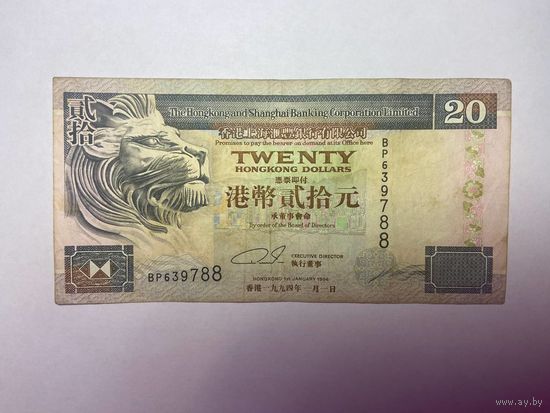 貳拾
The Hongkong and Shanghai Banking Corporation Limited
20
香港上海滙豐銀行有限公司
Promises to pay the bearer on demand at its Office here
TWENTY
HONGKONG DOLLARS
憑票即付
港幣貳拾元
承董事會命
By order of the Board of Directors
BP639788
EXECUTIVE DIRECTOR
執行董事
BP639788
HONGKONG 1st JANUARY 1994
香港一九九四年一月一日
www.ay.by